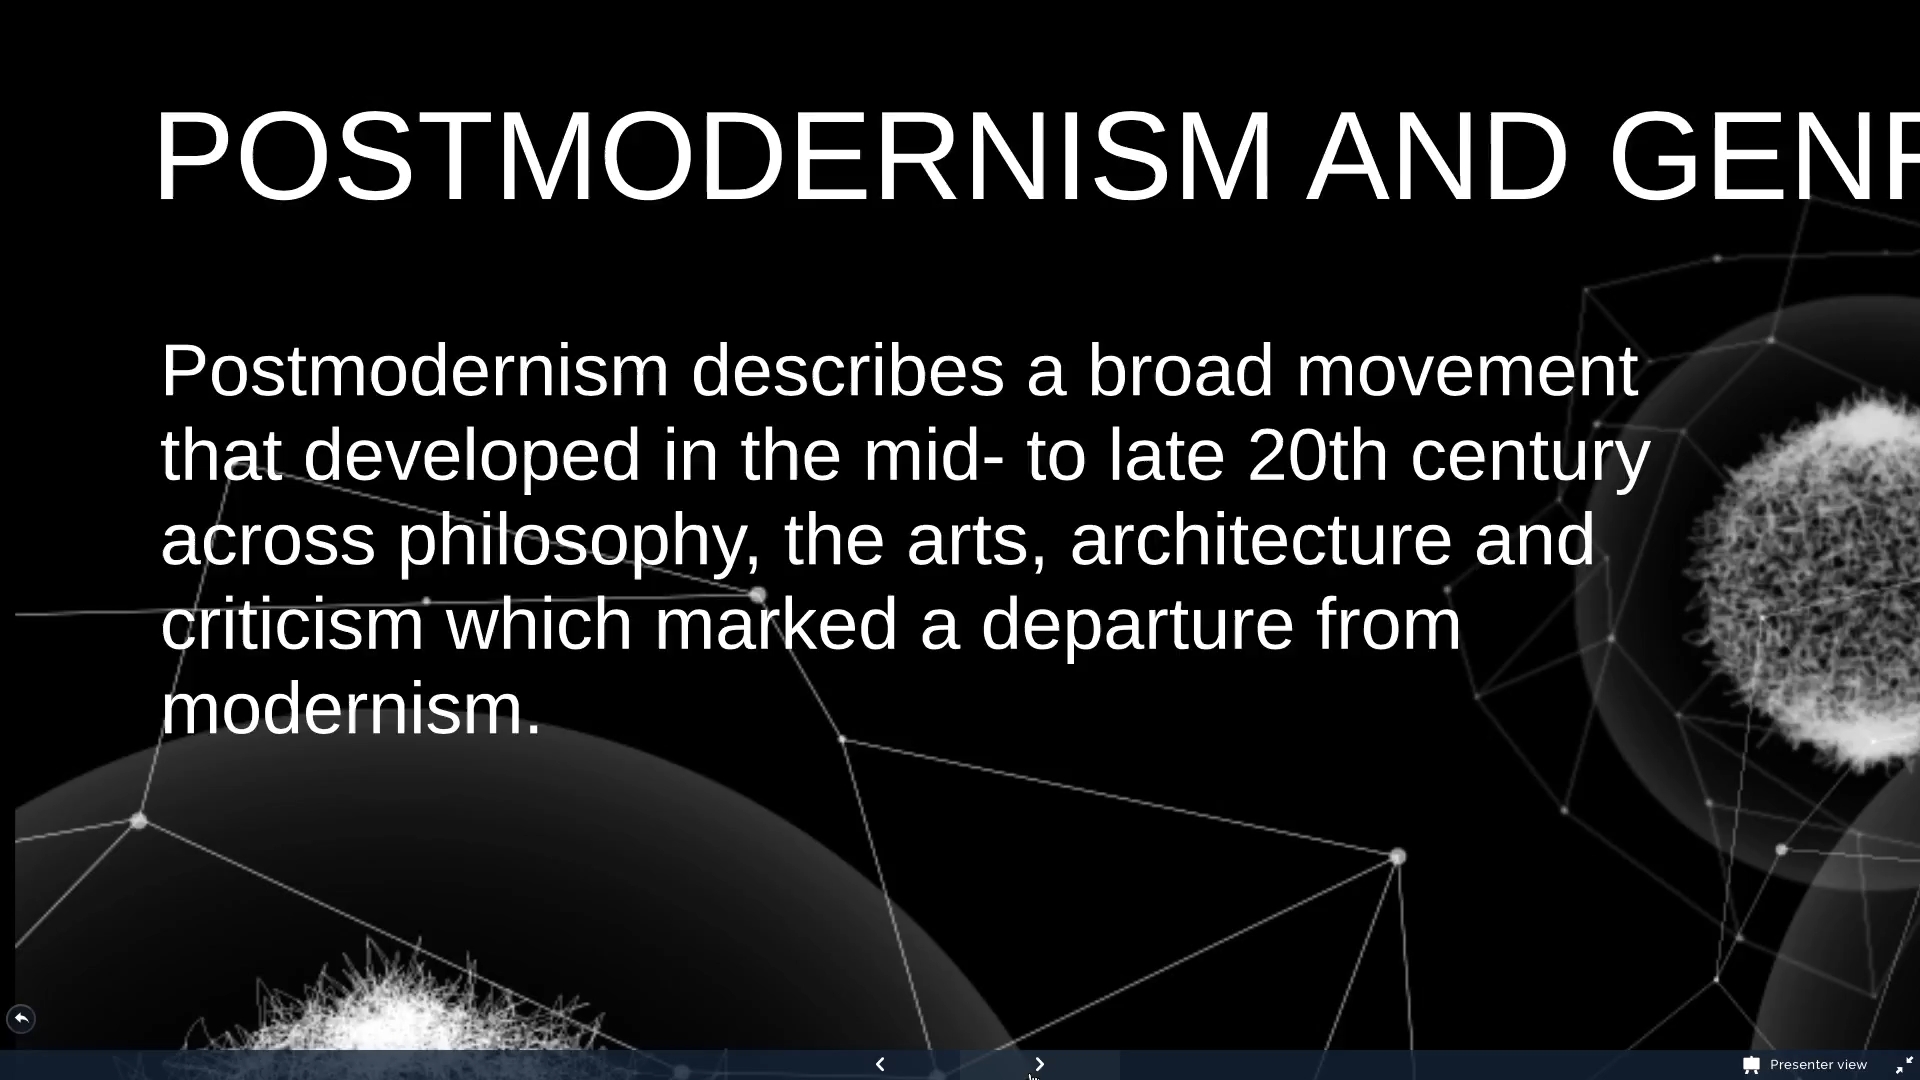 POSTMODERNISM AND GEN
Postmodernism describes a broad movement
that developed in the mid- to late 20th century
across philosophy, the arts, architecture and
criticism which marked a departure from
modernism.
Presenter view